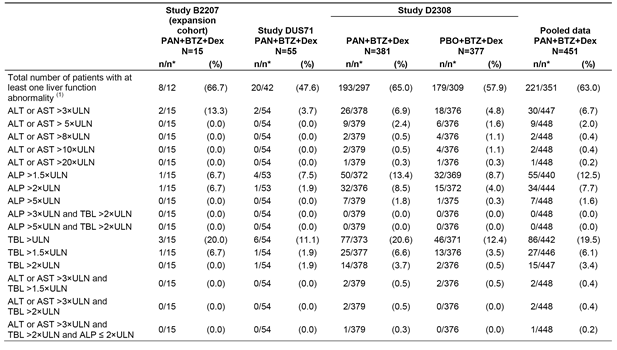 Study B2207 Study D2308
(expansion Study DUS71 Pooled data
cohort)
PAN+BTZ+Dex PAN+BTZ+Dex PAN+BTZ+Dex PBO+BTZ+Dex PAN+BTZ+Dex
N=15 N=55 N=381 N=377 N=451
n/n* (%) n/n* (%) n/n* (%) n/n* (%) n/n* (%)
Total number of patients with at
least one liver function 8/12 (66.7) 20/42 (47.6) 193/297 (65.0) 179/309 (57.9) 221/351 (63.0)
abnormality (1)
ALT or AST >3×ULN 2/15 (13.3) 2/54 (3.7) 26/378 (6.9) 18/376 (4.8) 30/447 (6.7)
ALT or AST > 5×ULN 0/15 (0.0) 0/54 (0.0) 9/379 (2.4) 6/376 (1.6) 9/448 (2.0)
ALT or AST >8×ULN 0/15 (0.0) 0/54 (0.0) 2/379 (0.5) 4/376 (1.1) 2/448 (0.4)
ALT or AST >10×ULN 0/15 (0.0) 0/54 (0.0) 2/379 (0.5) 4/376 (1.1) 2/448 (0.4)
ALT or AST >20×ULN 0/15 (0.0) 0/54 (0.0) 1/379 (0.3) 1/376 (0.3) 1/448 (0.2)
ALP >1.5×ULN 1/15 (6.7) 4/53 (7.5) 50/372 (13.4) 32/369 (8.7) 55/440 (12.5)
ALP >2×ULN 1/15 (6.7) 1/53 (1.9) 32/376 (8.5) 15/372 (4.0) 34/444 (7.7)
ALP >5×ULN 0/15 (0.0) 0/54 (0.0) 7/379 (1.8) 1/375 (0.3) 7/448 (1.6)
ALP >3×ULN and TBL >2×ULN 0/15 (0.0) 0/54 (0.0) 0/379 (0.0) 0/376 (0.0) 0/448 (0.0)
ALP >5×ULN and TBL >2×ULN 0/15 (0.0) 0/54 (0.0) 0/379 (0.0) 0/376 (0.0) 0/448 (0.0)
TBL >ULN 3/15 (20.0) 6/54 (11.1) 77/373 (20.6) 46/371 (12.4) 86/442 (19.5)
TBL >1.5×ULN 1/15 (6.7) 1/54 (1.9) 25/377 (6.6) 13/376 (3.5) 27/446 (6.1)
TBL >2×ULN 0/15 (0.0) 1/54 (1.9) 14/378 (3.7) 2/376 (0.5) 15/447 (3.4)
ALT or AST >3×ULN and
TBL >1.5×ULN 0/15 (0.0) 0/54 (0.0) 2/379 (0.5) 2/376 (0.5) 2/448 (0.4)
ALT or AST >3×ULN and
TBL >2×ULN 0/15 (0.0) 0/54 (0.0) 2/379 (0.5) 0/376 (0.0) 2/448 (0.4)
ALT or AST >3×ULN and
TBL >2×ULN and ALP ≤ 2×ULN 0/15 (0.0) 0/54 (0.0) 1/379 (0.3) 0/376 (0.0) 1/448 (0.2)